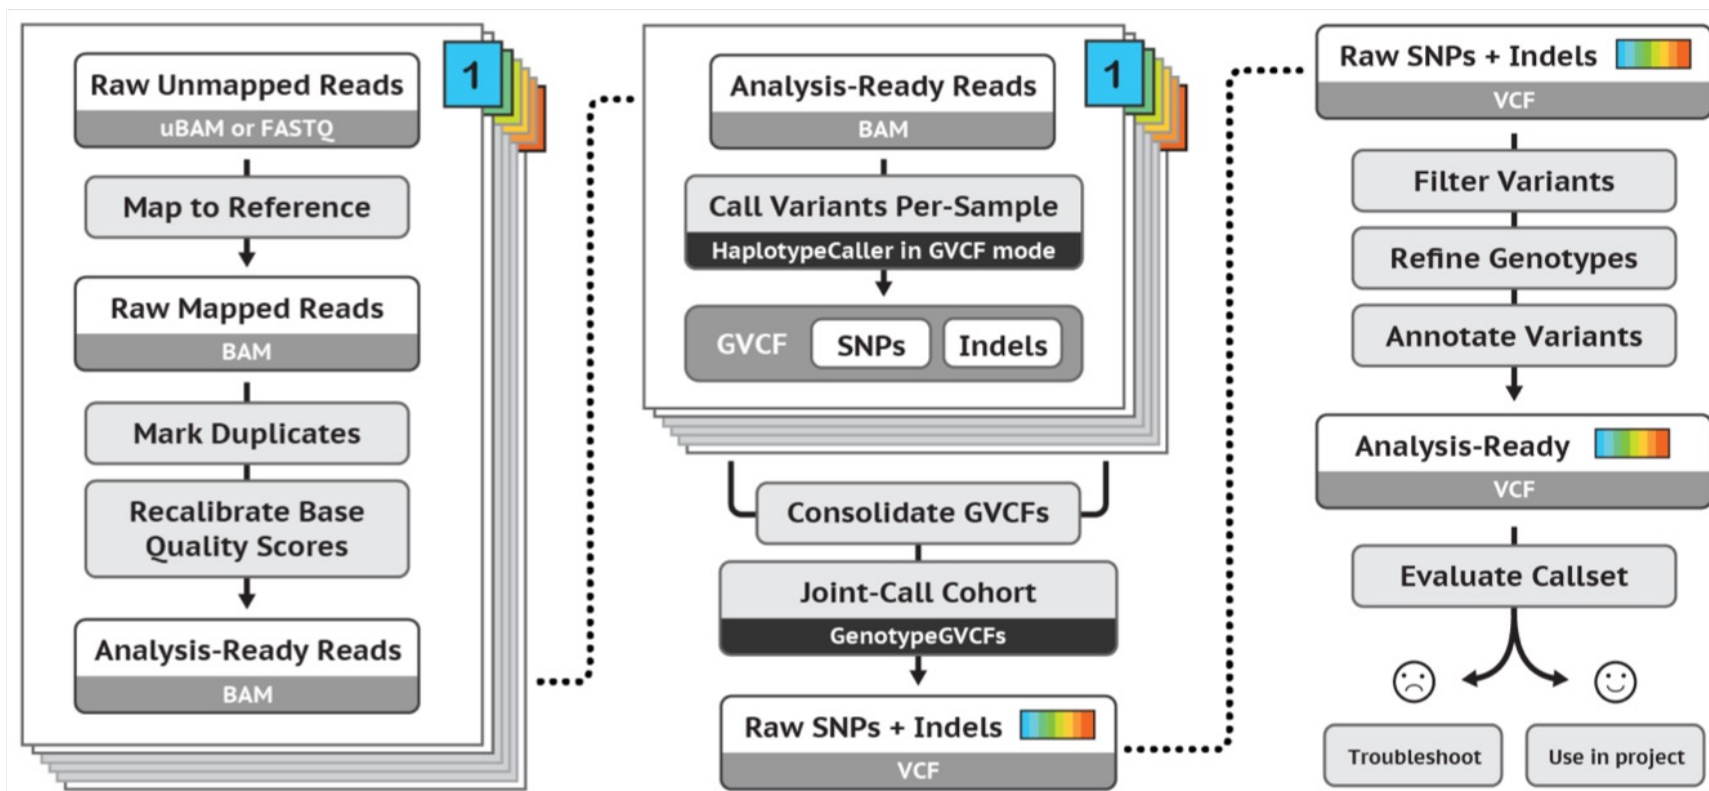 1
Raw Unmapped Reads
uBAM or FASTQ
Map to Reference
Raw Mapped Reads
BAM
Mark Duplicates
Recalibrate Base
Quality Scores
Analysis-Ready Reads
BAM
1
Analysis-Ready Reads
BAM
Call Variants Per-Sample
HaplotypeCaller in GVCF mode
GVCF SNPs Indels
Consolidate GVCFs
Joint-Call Cohort
GenotypeGVCFs
Raw SNPs + Indels
VCF
Raw SNPs + Indels
VCF
Filter Variants
Refine Genotypes
Annotate Variants
Analysis-Ready
VCF
Evaluate Callset
Troubleshoot
Use in project